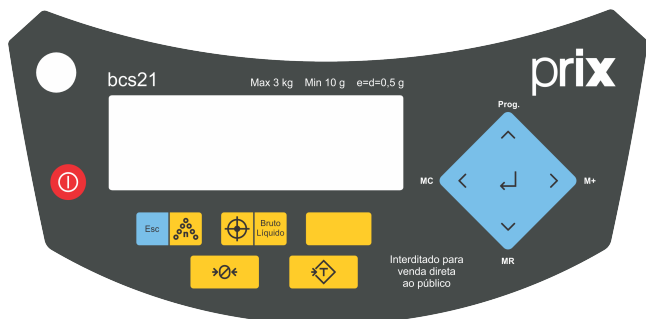 prix
bcs21
Max 3 kg Min 10 g e=d=0,5 g
Prog.
MC
M+
Esc
n
Bruto
Líquido
MR
Interditado para
venda direta
ao público
T